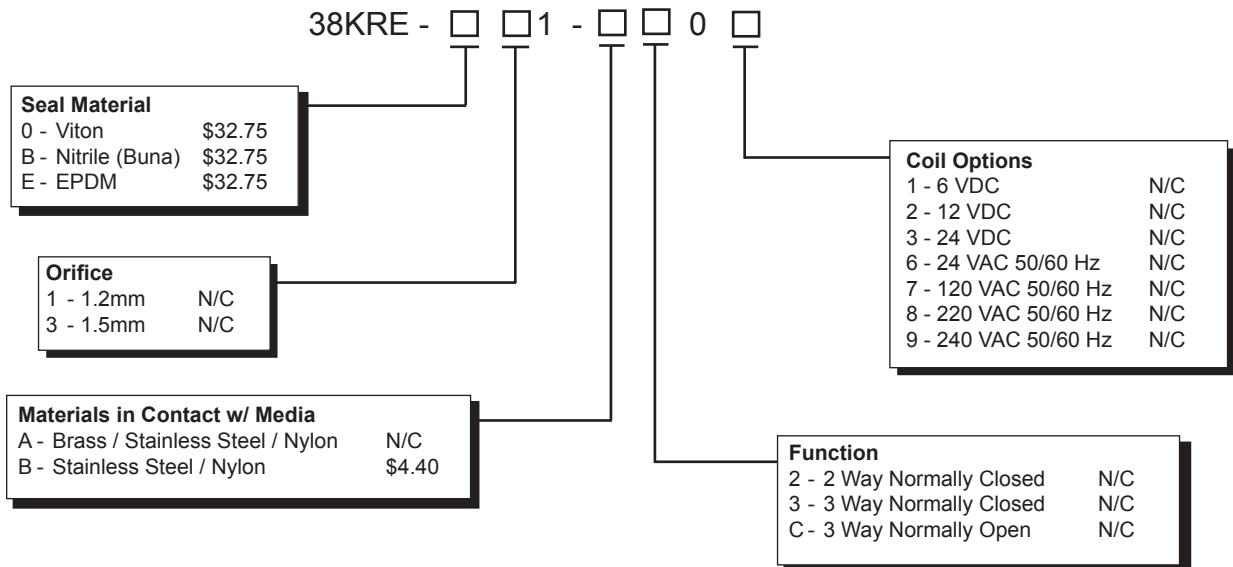 38KRE - □ □ 1 - □ □ 0 □
Seal Material
0 - Viton $32.75
B - Nitrile (Buna) $32.75
E - EPDM $32.75
Orifice
1 - 1.2mm N/C
3 - 1.5mm N/C
Materials in Contact w/ Media
A - Brass / Stainless Steel / Nylon N/C
B - Stainless Steel / Nylon $4.40
Coil Options
1 - 6 VDC N/C
2 - 12 VDC N/C
3 - 24 VDC N/C
6 - 24 VAC 50/60 Hz N/C
7 - 120 VAC 50/60 Hz N/C
8 - 220 VAC 50/60 Hz N/C
9 - 240 VAC 50/60 Hz N/C
Function
2 - 2 Way Normally Closed N/C
3 - 3 Way Normally Closed N/C
C - 3 Way Normally Open N/C